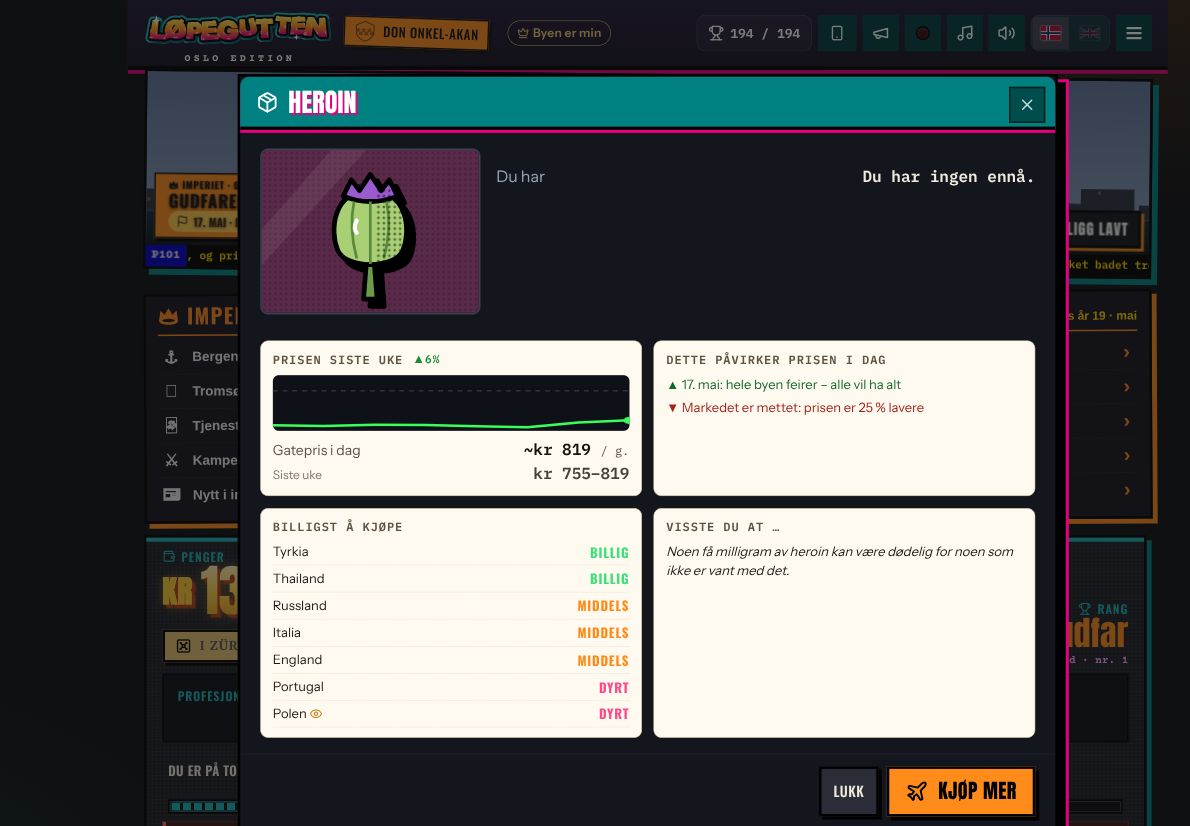 LØPEGUTTEN
OSLO EDITION
DON ONKEL-AKAN
Byen er min
194 / 194
HEROIN
IMPERIET
GUDFARE
17. MAI
P101
, og pri
LIGG LAVT
ket badet tr
Du har
Du har ingen ennå.
PRISEN SISTE UKE ▲6%
Gatepris i dag
~kr 819 / g.
Siste uke
kr 755–819
DETTE PÅVIRKER PRISEN I DAG
▲ 17. mai: hele byen feirer – alle vil ha alt
▼ Markedet er mettet: prisen er 25 % lavere
BILLIGST Å KJØPE
Tyrkia BILLIG
Thailand BILLIG
Russland MIDDELS
Italia MIDDELS
England MIDDELS
Portugal DYRT
Polen DYRT
VISSTE DU AT …
Noen få milligram av heroin kan være dødelig for noen som
ikke er vant med det.
IMPE
s år 19 · mai
Bergen
Tromsø
Tjenest
Kampe
Nytt i i
PENGER
KR 13
I ZÜR
RANG
dfar
d · nr. 1
PROFESJON
DU ER PÅ TO
LUKK
KJØP MER